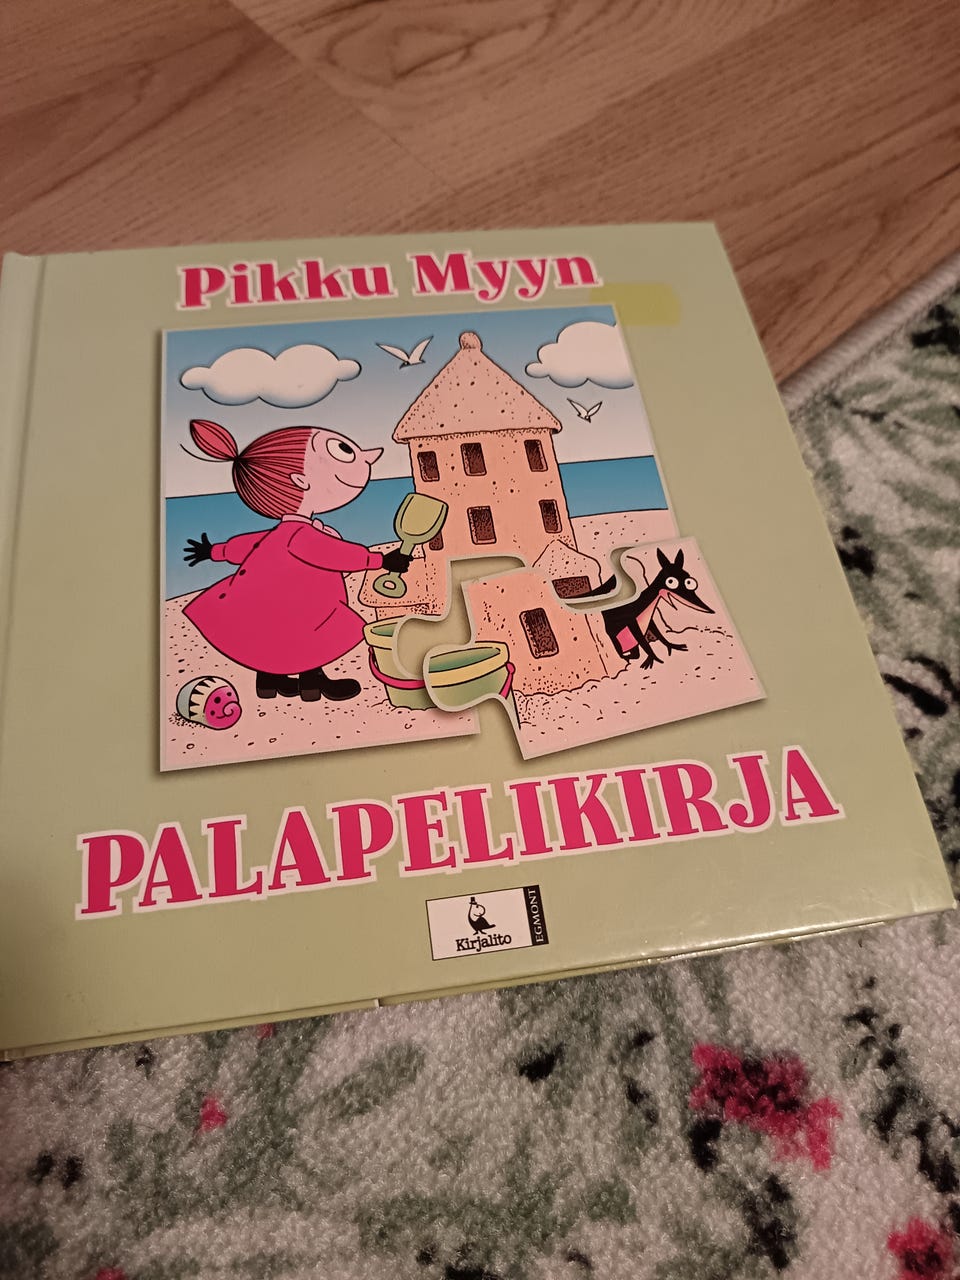 Pikku Myyn
PALAPELIKIRJA
Kirjalito
EGMONT